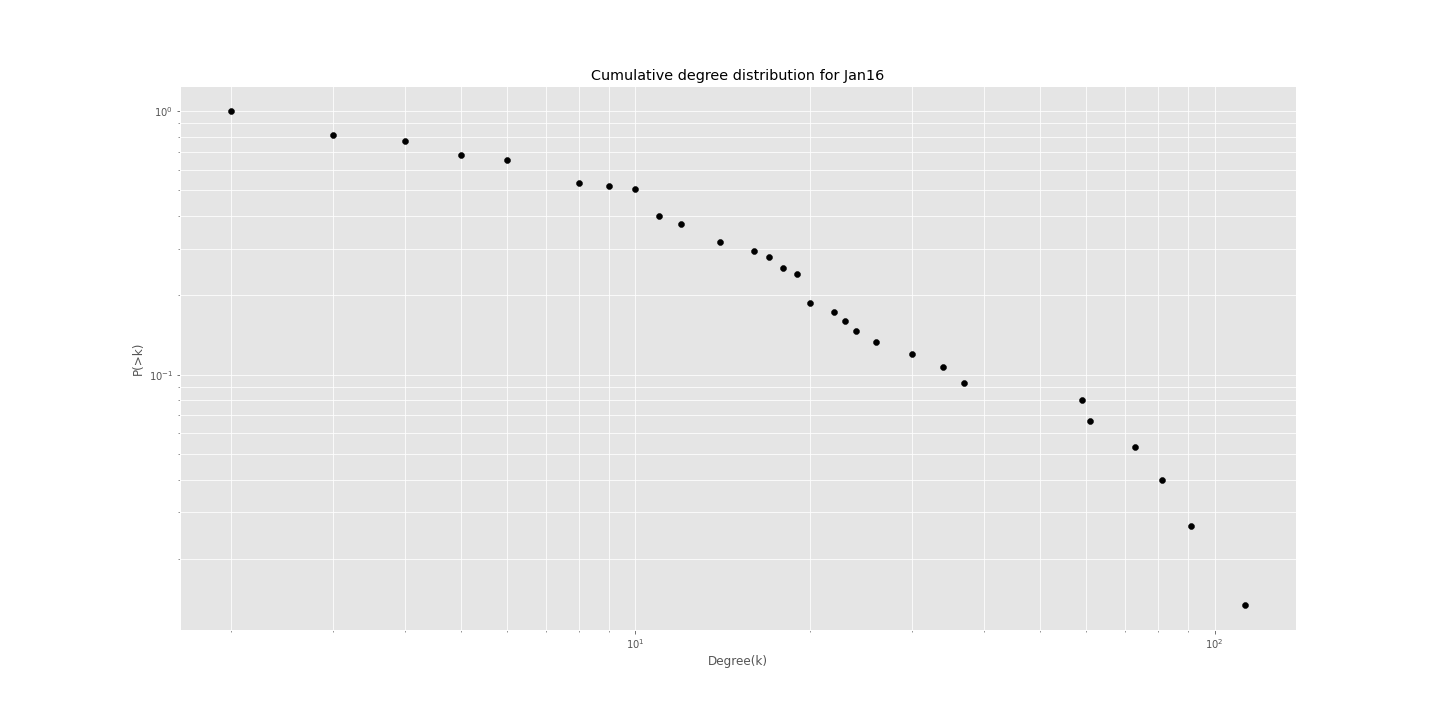 Cumulative degree distribution for Jan16
10⁰
P(>k)
10⁻¹
10¹
10²
Degree(k)